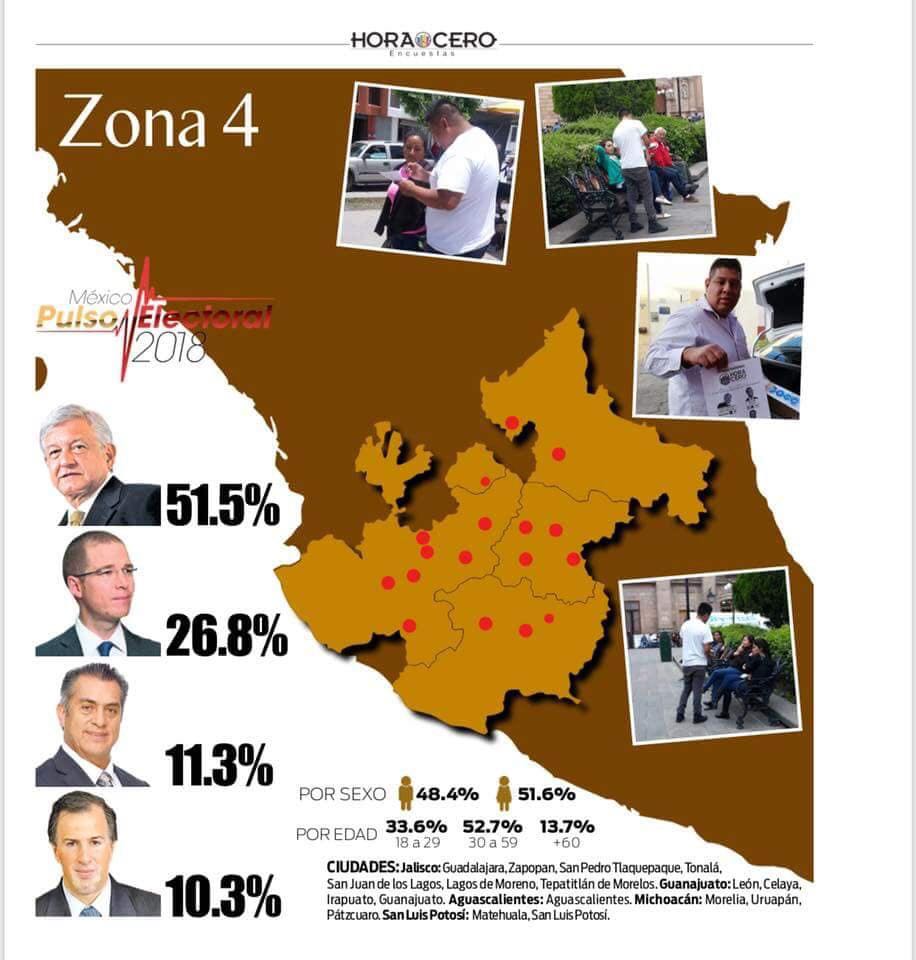 HORA CERO
Encuestas
Zona 4
México
Pulso Electoral
2018
HORA
CERO
51.5%
26.8%
11.3%
10.3%
POR SEXO 48.4% 51.6%
POR EDAD 33.6% 52.7% 13.7%
18 a 29 30 a 59 +60
CIUDADES: Jalisco: Guadalajara, Zapopan, San Pedro Tlaquepaque, Tonalá,
San Juan de los Lagos, Lagos de Moreno, Tepatitlán de Morelos. Guanajuato: León, Celaya,
Irapuato, Guanajuato. Aguascalientes: Aguascalientes. Michoacán: Morelia, Uruapán,
Pátzcuaro. San Luis Potosí: Matehuala, San Luis Potosí.